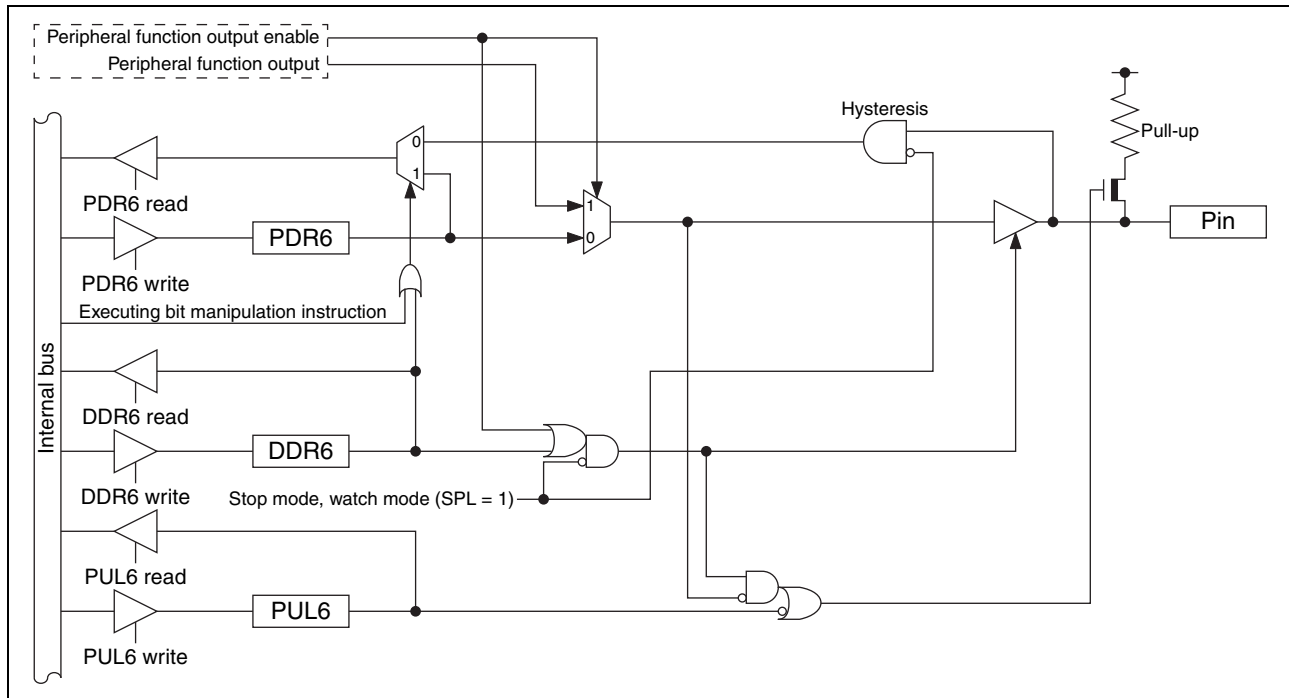 Peripheral function output enable
Peripheral function output
Hysteresis
Pull-up
0
1
PDR6 read
1
PDR6
0
Pin
PDR6 write
Executing bit manipulation instruction
Internal bus
DDR6 read
DDR6
DDR6 write
Stop mode, watch mode (SPL = 1)
PUL6 read
PUL6
PUL6 write